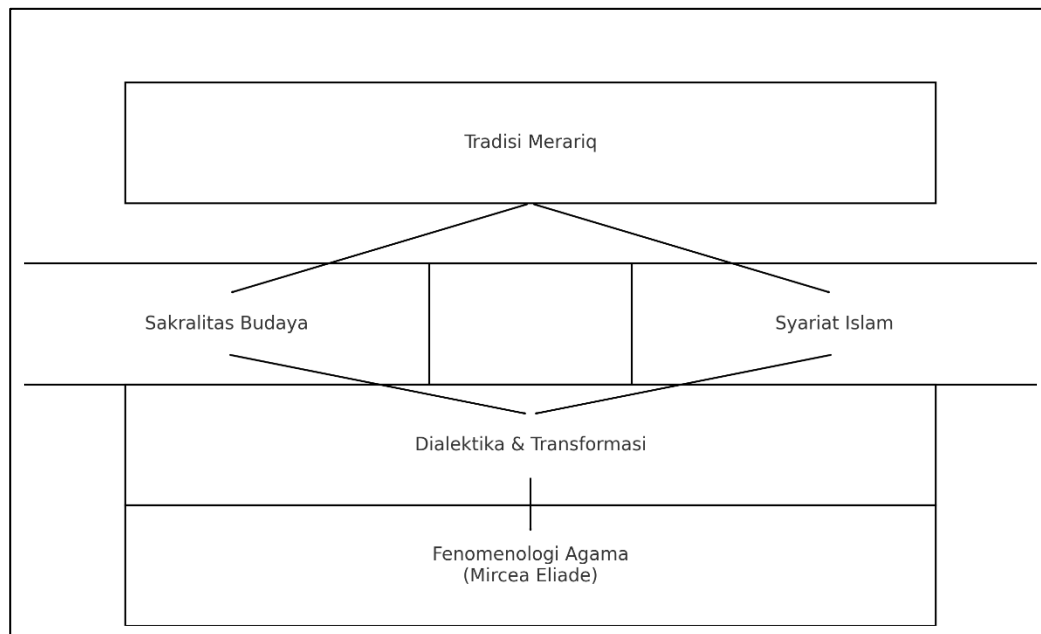 Tradisi Merariq
Sakralitas Budaya
Syariat Islam
Dialektika & Transformasi
Fenomenologi Agama
(Mircea Eliade)